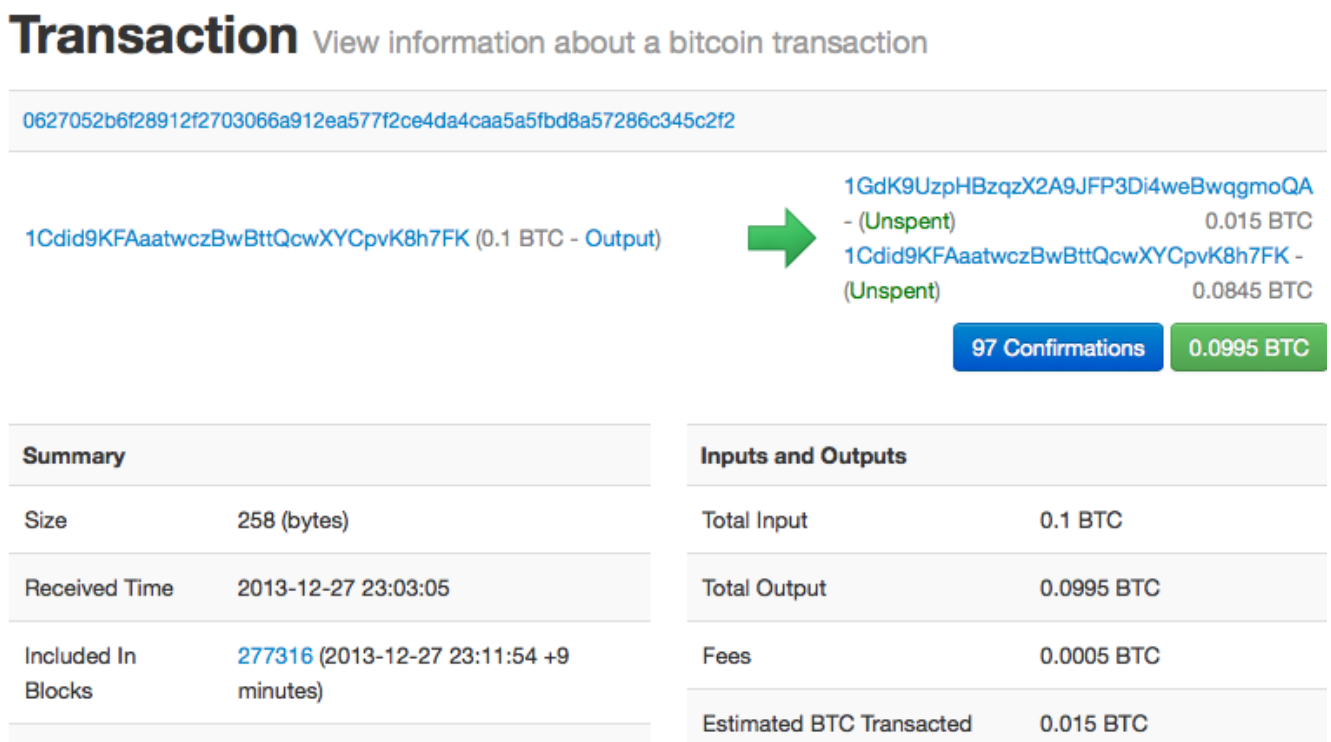 Transaction View information about a bitcoin transaction
0627052b6f28912f2703066a912ea577f2ce4da4caa5a5fbd8a57286c345c2f2
1Cdid9KFAaatwczBwBttQcwXYCpvK8h7FK (0.1 BTC - Output)
1GdK9UzpHBzqzX2A9JFP3Di4weBwqgmoQA
- (Unspent) 0.015 BTC
1Cdid9KFAaatwczBwBttQcwXYCpvK8h7FK -
(Unspent) 0.0845 BTC
97 Confirmations 0.0995 BTC
Summary
Size 258 (bytes)
Received Time 2013-12-27 23:03:05
Included In 277316 (2013-12-27 23:11:54 +9
Blocks minutes)
Inputs and Outputs
Total Input 0.1 BTC
Total Output 0.0995 BTC
Fees 0.0005 BTC
Estimated BTC Transacted 0.015 BTC